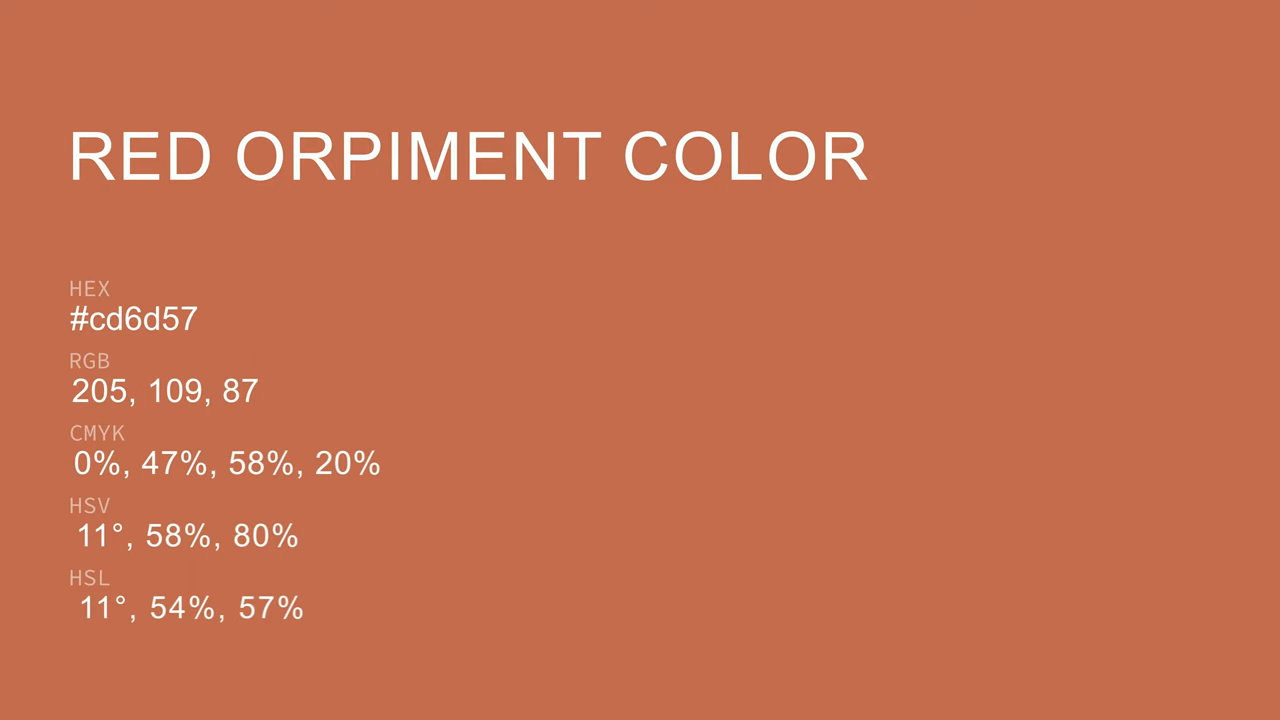 RED ORPIMENT COLOR
HEX
#cd6d57
RGB
205, 109, 87
CMYK
0%, 47%, 58%, 20%
HSV
11°, 58%, 80%
HSL
11°, 54%, 57%